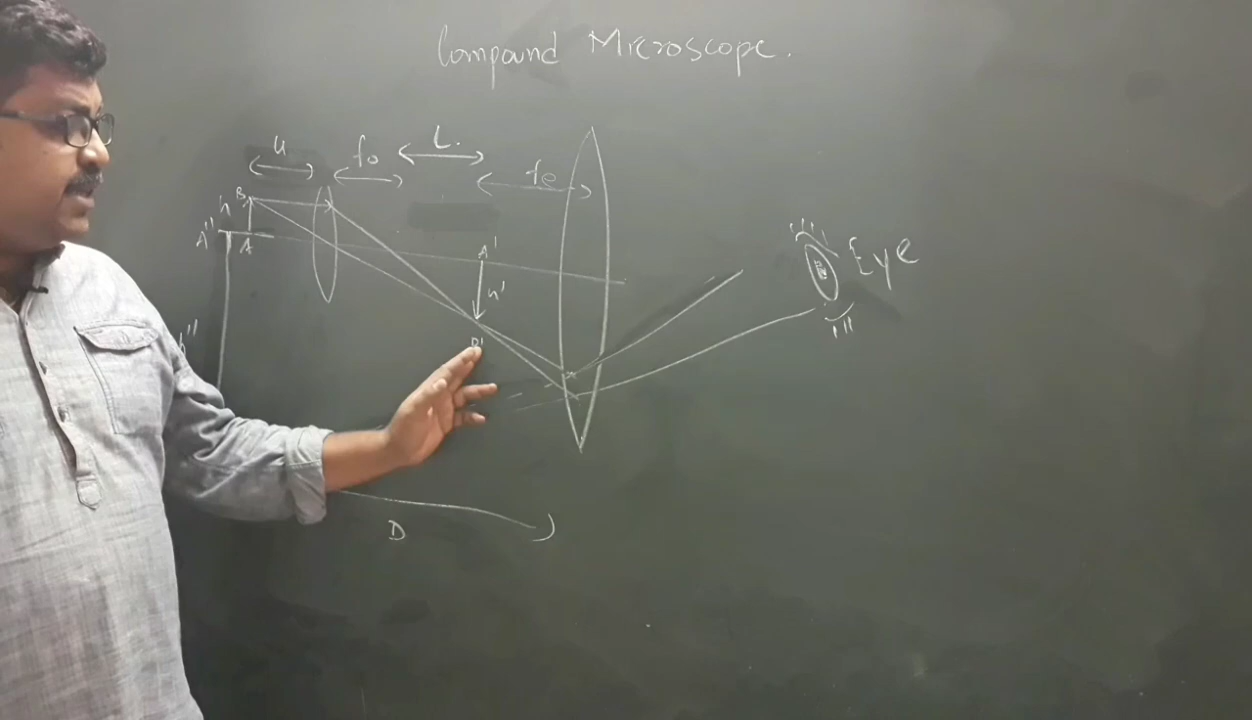 Compound Microscope.
u fo L. fe
h B
A" A A'
h'
Eye
h"
B'
D